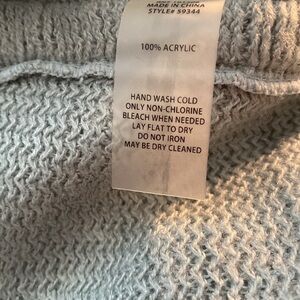 MADE IN CHINA
STYLE# 59344
100% ACRYLIC
HAND WASH COLD
ONLY NON-CHLORINE
BLEACH WHEN NEEDED
LAY FLAT TO DRY
DO NOT IRON
MAY BE DRY CLEANED